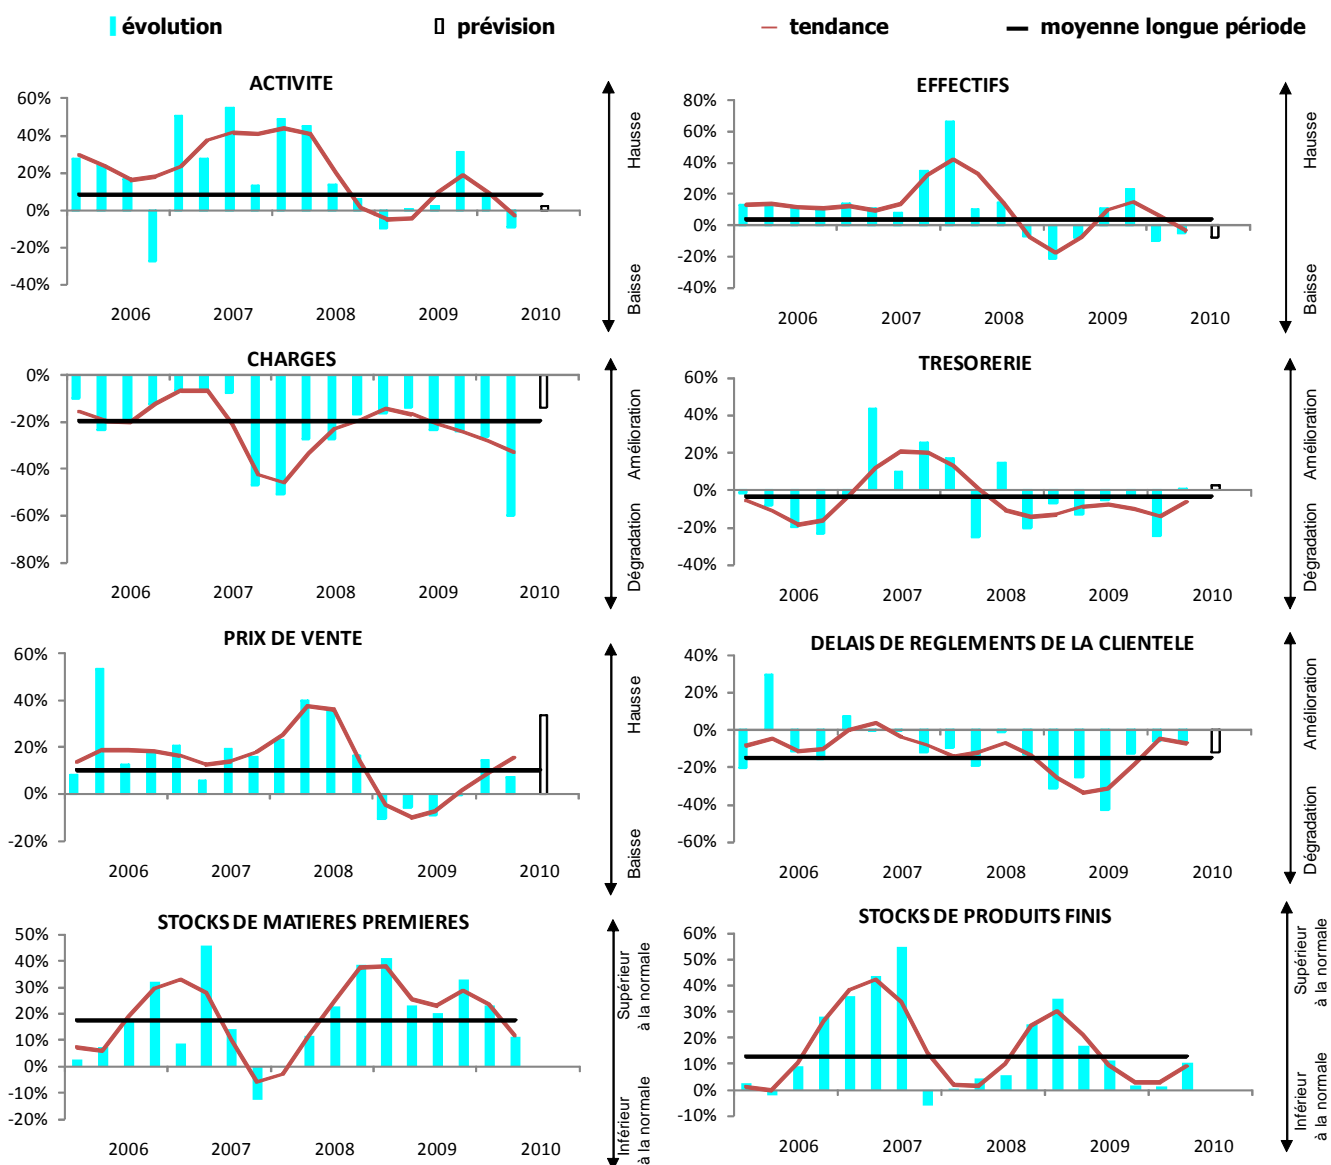 évolution prévision tendance moyenne longue période
ACTIVITE
60%
40%
20%
0%
-20%
-40%
2006 2007 2008 2009 2010
Hausse
Baisse
EFFECTIFS
80%
60%
40%
20%
0%
-20%
-40%
2006 2007 2008 2009 2010
Hausse
Baisse
CHARGES
0%
-20%
-40%
-60%
-80%
2006 2007 2008 2009 2010
Amélioration
Dégradation
TRESORERIE
60%
40%
20%
0%
-20%
-40%
2006 2007 2008 2009 2010
Amélioration
Dégradation
PRIX DE VENTE
60%
40%
20%
0%
-20%
2006 2007 2008 2009 2010
Hausse
Baisse
DELAIS DE REGLEMENTS DE LA CLIENTELE
40%
20%
0%
-20%
-40%
-60%
2006 2007 2008 2009 2010
Amélioration
Dégradation
STOCKS DE MATIERES PREMIERES
50%
40%
30%
20%
10%
0%
-10%
-20%
2006 2007 2008 2009 2010
Supérieur
à la normale
Inférieur
à la normale
STOCKS DE PRODUITS FINIS
60%
50%
40%
30%
20%
10%
0%
-10%
2006 2007 2008 2009 2010
Supérieur
à la normale
Inférieur
à la normale